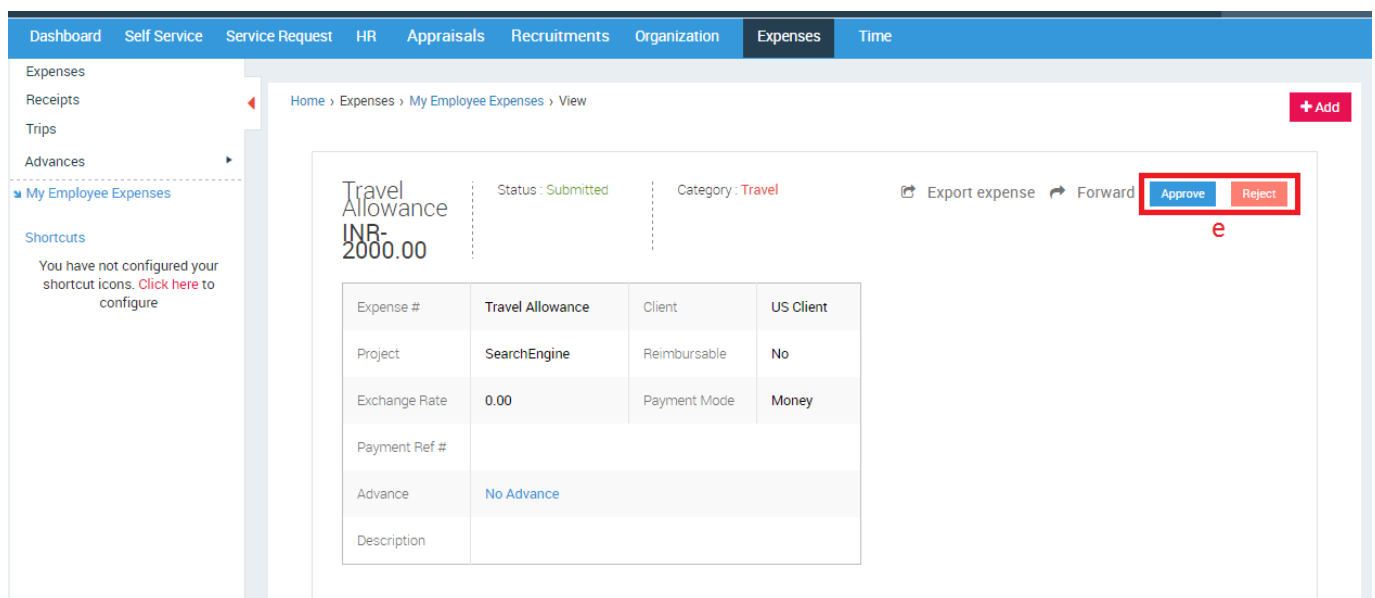 Dashboard Self Service Service Request HR Appraisals Recruitments Organization Expenses Time
Expenses
Receipts
Trips
Advances
My Employee Expenses
Shortcuts
You have not configured your
shortcut icons. Click here to
configure
Home › Expenses › My Employee Expenses › View
+ Add
Travel
Allowance
INR-
2000.00
Status : Submitted
Category : Travel
Export expense
Forward
Approve
Reject
e
Expense # Travel Allowance Client US Client
Project SearchEngine Reimbursable No
Exchange Rate 0.00 Payment Mode Money
Payment Ref #
Advance No Advance
Description